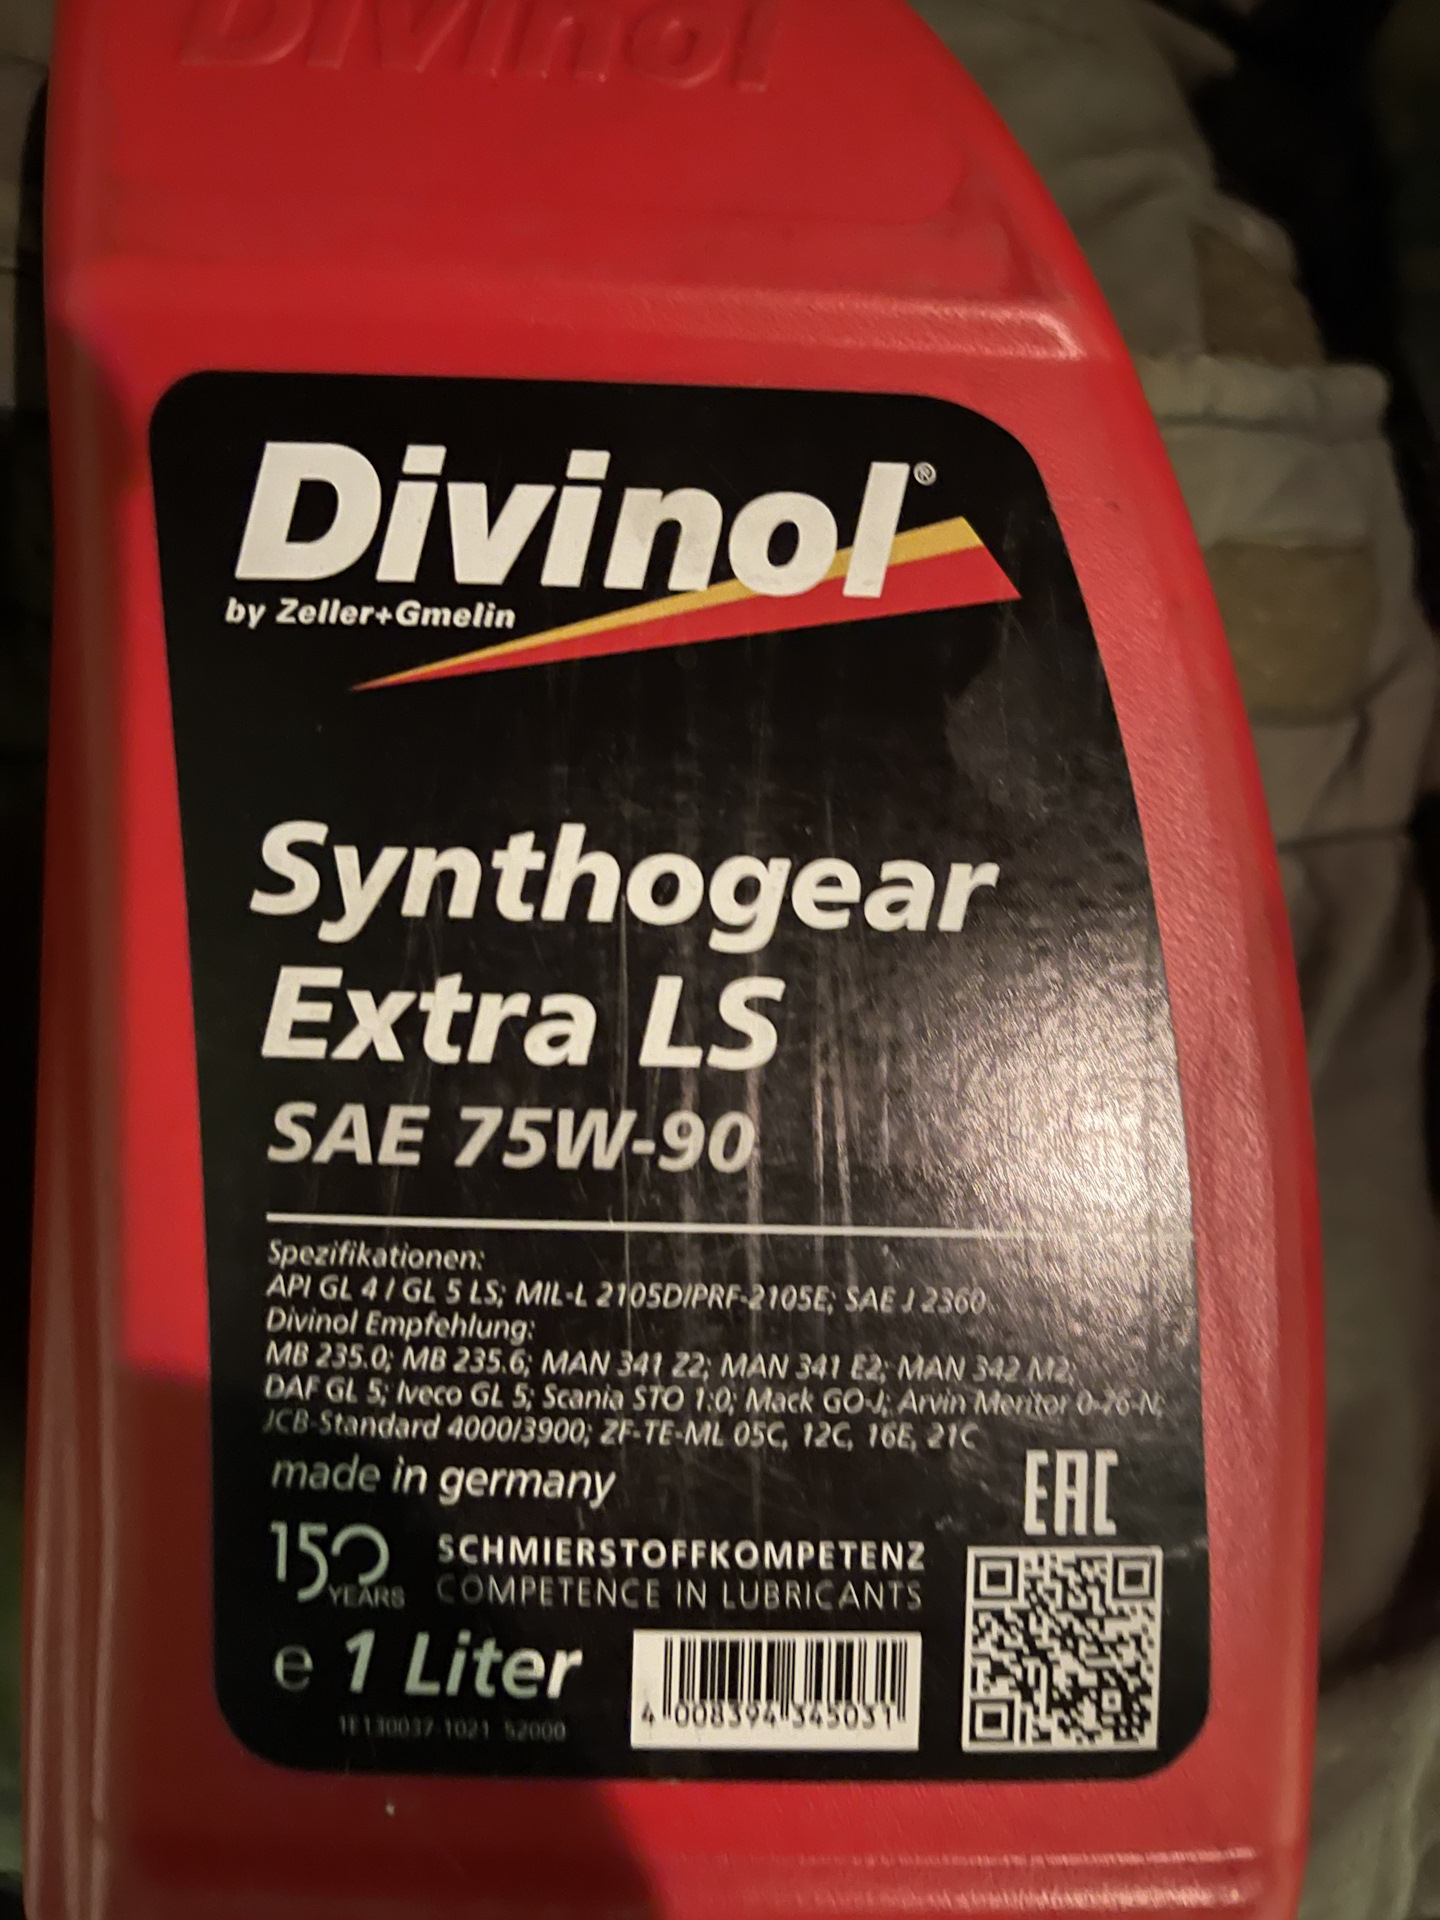 Divinol
Divinol®
by Zeller+Gmelin
Synthogear
Extra LS
SAE 75W-90
Spezifikationen:
API GL 4 / GL 5 LS; MIL-L 2105D/PRF-2105E; SAE J 2360
Divinol Empfehlung:
MB 235.0; MB 235.6; MAN 341 Z2; MAN 341 E2; MAN 342 M2;
DAF GL 5; Iveco GL 5; Scania STO 1:0; Mack GO-J; Arvin Meritor 0-76-N;
JCB-Standard 4000/3900; ZF-TE-ML 05C, 12C, 16E, 21C
made in germany
EAC
150 YEARS
SCHMIERSTOFFKOMPETENZ
COMPETENCE IN LUBRICANTS
e 1 Liter
4 008394 345031
1E130037-1021 52000